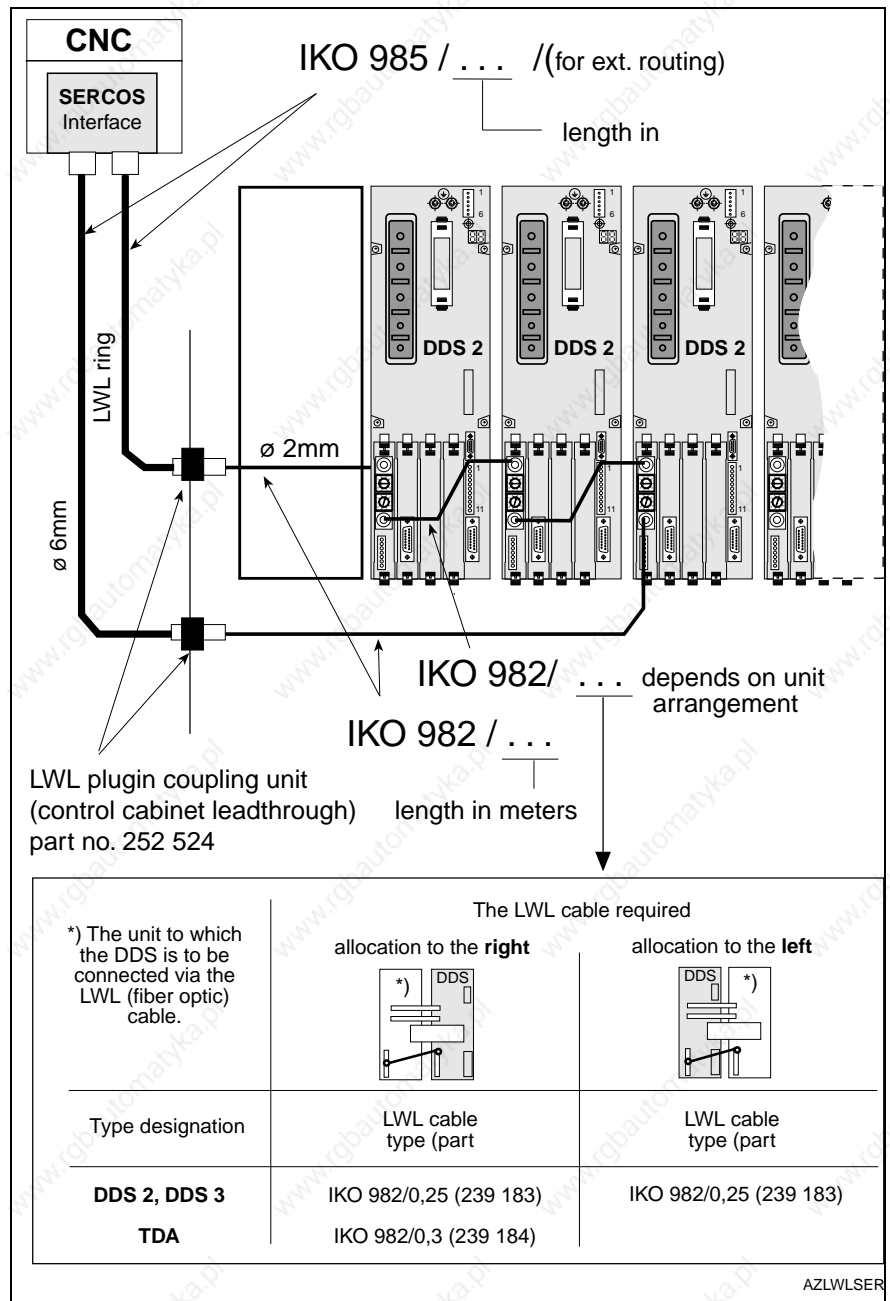 CNC
SERCOS
Interface
IKO 985 / . . . /(for ext. routing)
length in
1
6
1
6
1
6
DDS 2
DDS 2
DDS 2
LWL ring
ø 2mm
ø 6mm
1
11
1
11
1
11
IKO 982/ . . . depends on unit
arrangement
IKO 982 / . . .
length in meters
LWL plugin coupling unit
(control cabinet leadthrough)
part no. 252 524
*) The unit to which
the DDS is to be
connected via the
LWL (fiber optic)
cable.
The LWL cable required
allocation to the right
allocation to the left
*)
DDS
DDS
*)
Type designation
LWL cable
type (part
LWL cable
type (part
DDS 2, DDS 3
IKO 982/0,25 (239 183)
IKO 982/0,25 (239 183)
TDA
IKO 982/0,3 (239 184)
AZLWLSER
www.rgbautomatyka.pl